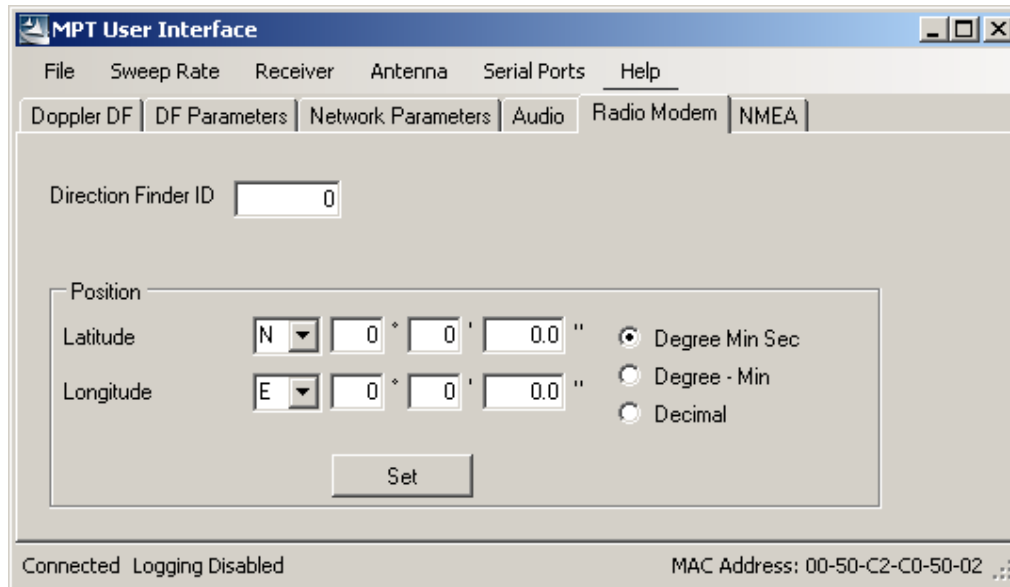 MPT User Interface
File Sweep Rate Receiver Antenna Serial Ports Help
Doppler DF DF Parameters Network Parameters Audio Radio Modem NMEA
Direction Finder ID 0
Position
Latitude N 0 ° 0 ' 0.0 " Degree Min Sec
Longitude E 0 ° 0 ' 0.0 " Degree - Min
Decimal
Set
Connected Logging Disabled MAC Address: 00-50-C2-C0-50-02